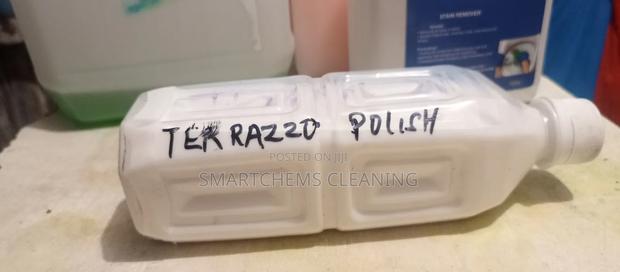 STAIN REMOVER
TERRAZZO POLISH
POSTED ON JIJI
SMARTCHEMS CLEANING